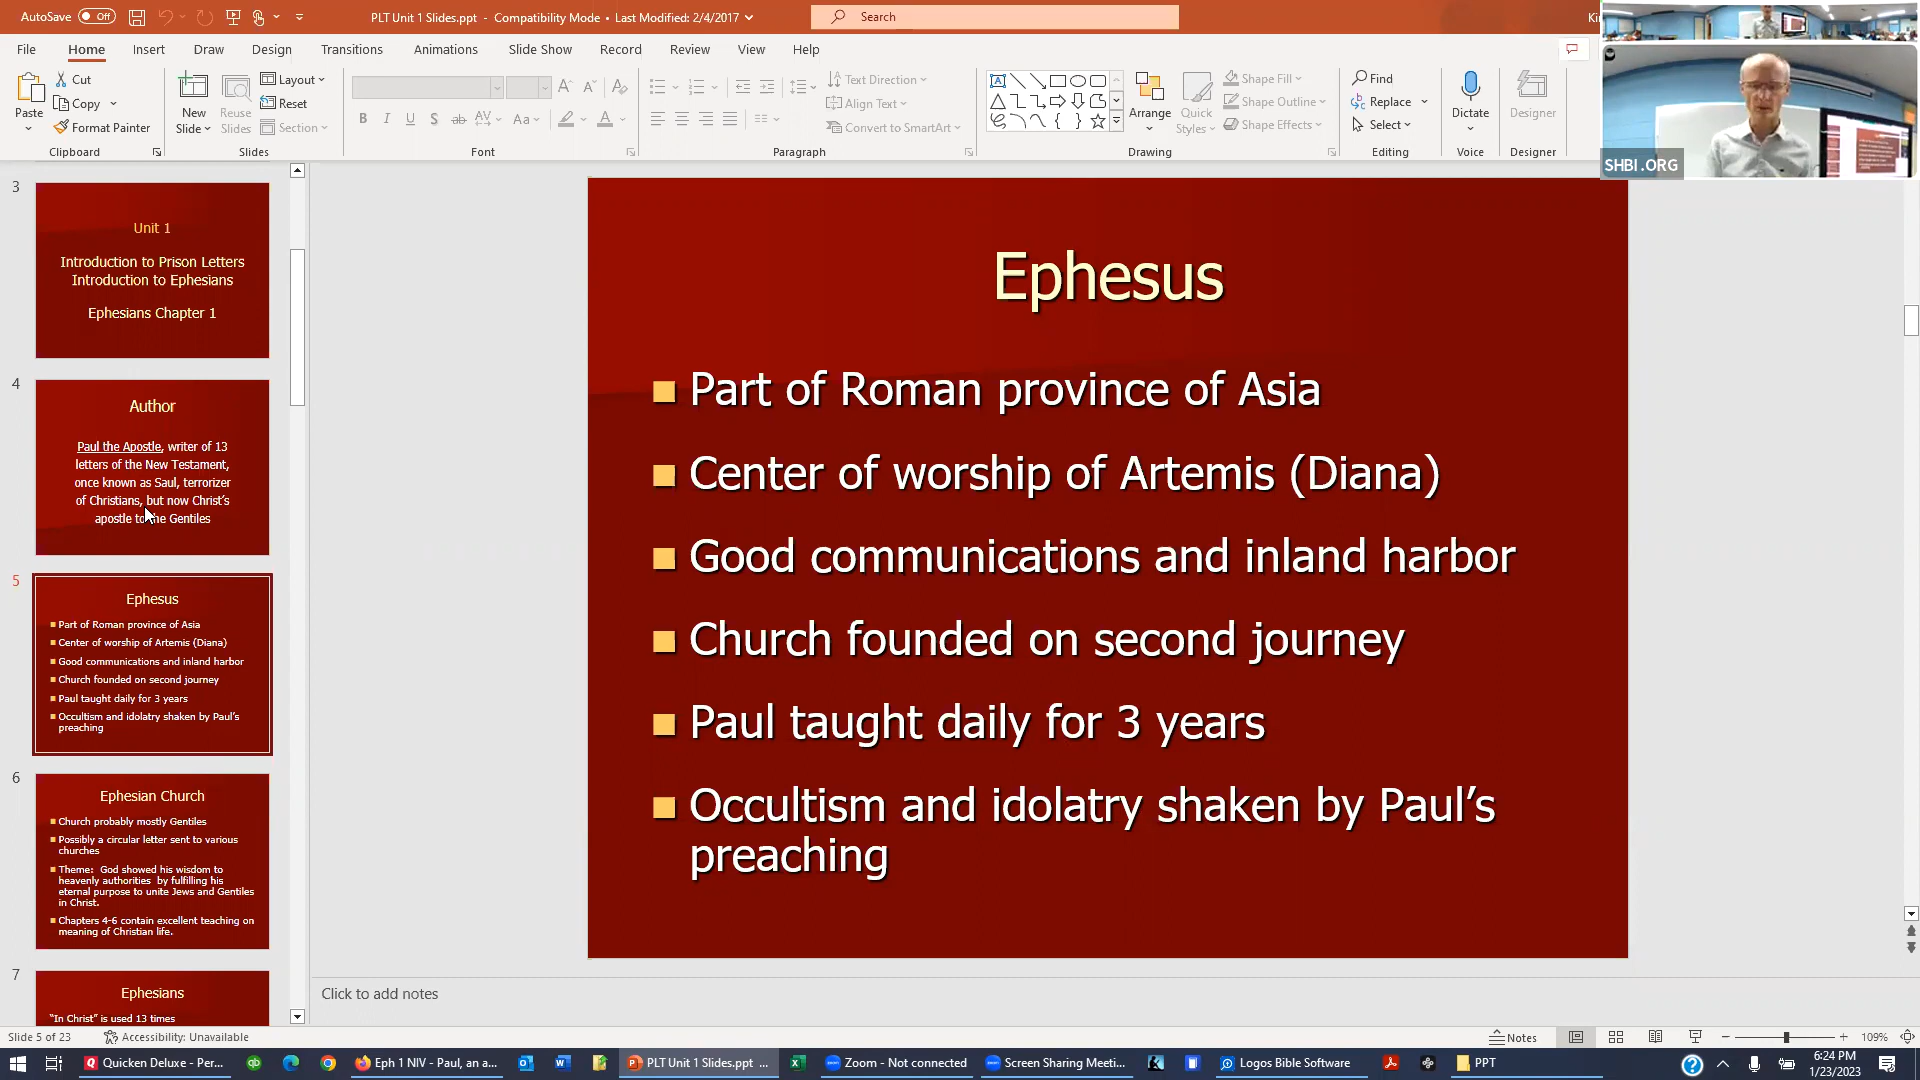 AutoSave Off PLT Unit 1 Slides.ppt - Compatibility Mode • Last Modified: 2/4/2017 Search
File Home Insert Draw Design Transitions Animations Slide Show Record Review View Help
Paste
Cut
Copy
Format Painter
Clipboard
New Slide
Reuse Slides
Layout
Reset
Section
Slides
B I U S ab AV Aa A
Font
Text Direction
Align Text
Convert to SmartArt
Paragraph
Arrange
Quick Styles
Shape Fill
Shape Outline
Shape Effects
Drawing
Find
Replace
Select
Editing
Dictate
Voice
Designer
Designer
SHBI.ORG
3
Unit 1
Introduction to Prison Letters
Introduction to Ephesians
Ephesians Chapter 1
4
Author
Paul the Apostle, writer of 13
letters of the New Testament,
once known as Saul, terrorizer
of Christians, but now Christ's
apostle to the Gentiles
5
Ephesus
Part of Roman province of Asia
Center of worship of Artemis (Diana)
Good communications and inland harbor
Church founded on second journey
Paul taught daily for 3 years
Occultism and idolatry shaken by Paul's
preaching
6
Ephesian Church
Church probably mostly Gentiles
Possibly a circular letter sent to various
churches
Theme: God showed his wisdom to
heavenly authorities by fulfilling his
eternal purpose to unite Jews and Gentiles
in Christ.
Chapters 4-6 contain excellent teaching on
meaning of Christian life.
7
Ephesians
"In Christ" is used 13 times
Ephesus
Part of Roman province of Asia
Center of worship of Artemis (Diana)
Good communications and inland harbor
Church founded on second journey
Paul taught daily for 3 years
Occultism and idolatry shaken by Paul's
preaching
Click to add notes
Slide 5 of 23 Accessibility: Unavailable Notes 109%
Quicken Deluxe - Per... Eph 1 NIV - Paul, an a... PLT Unit 1 Slides.ppt ... Zoom - Not connected Screen Sharing Meeti... Logos Bible Software PPT
6:24 PM
1/23/2023